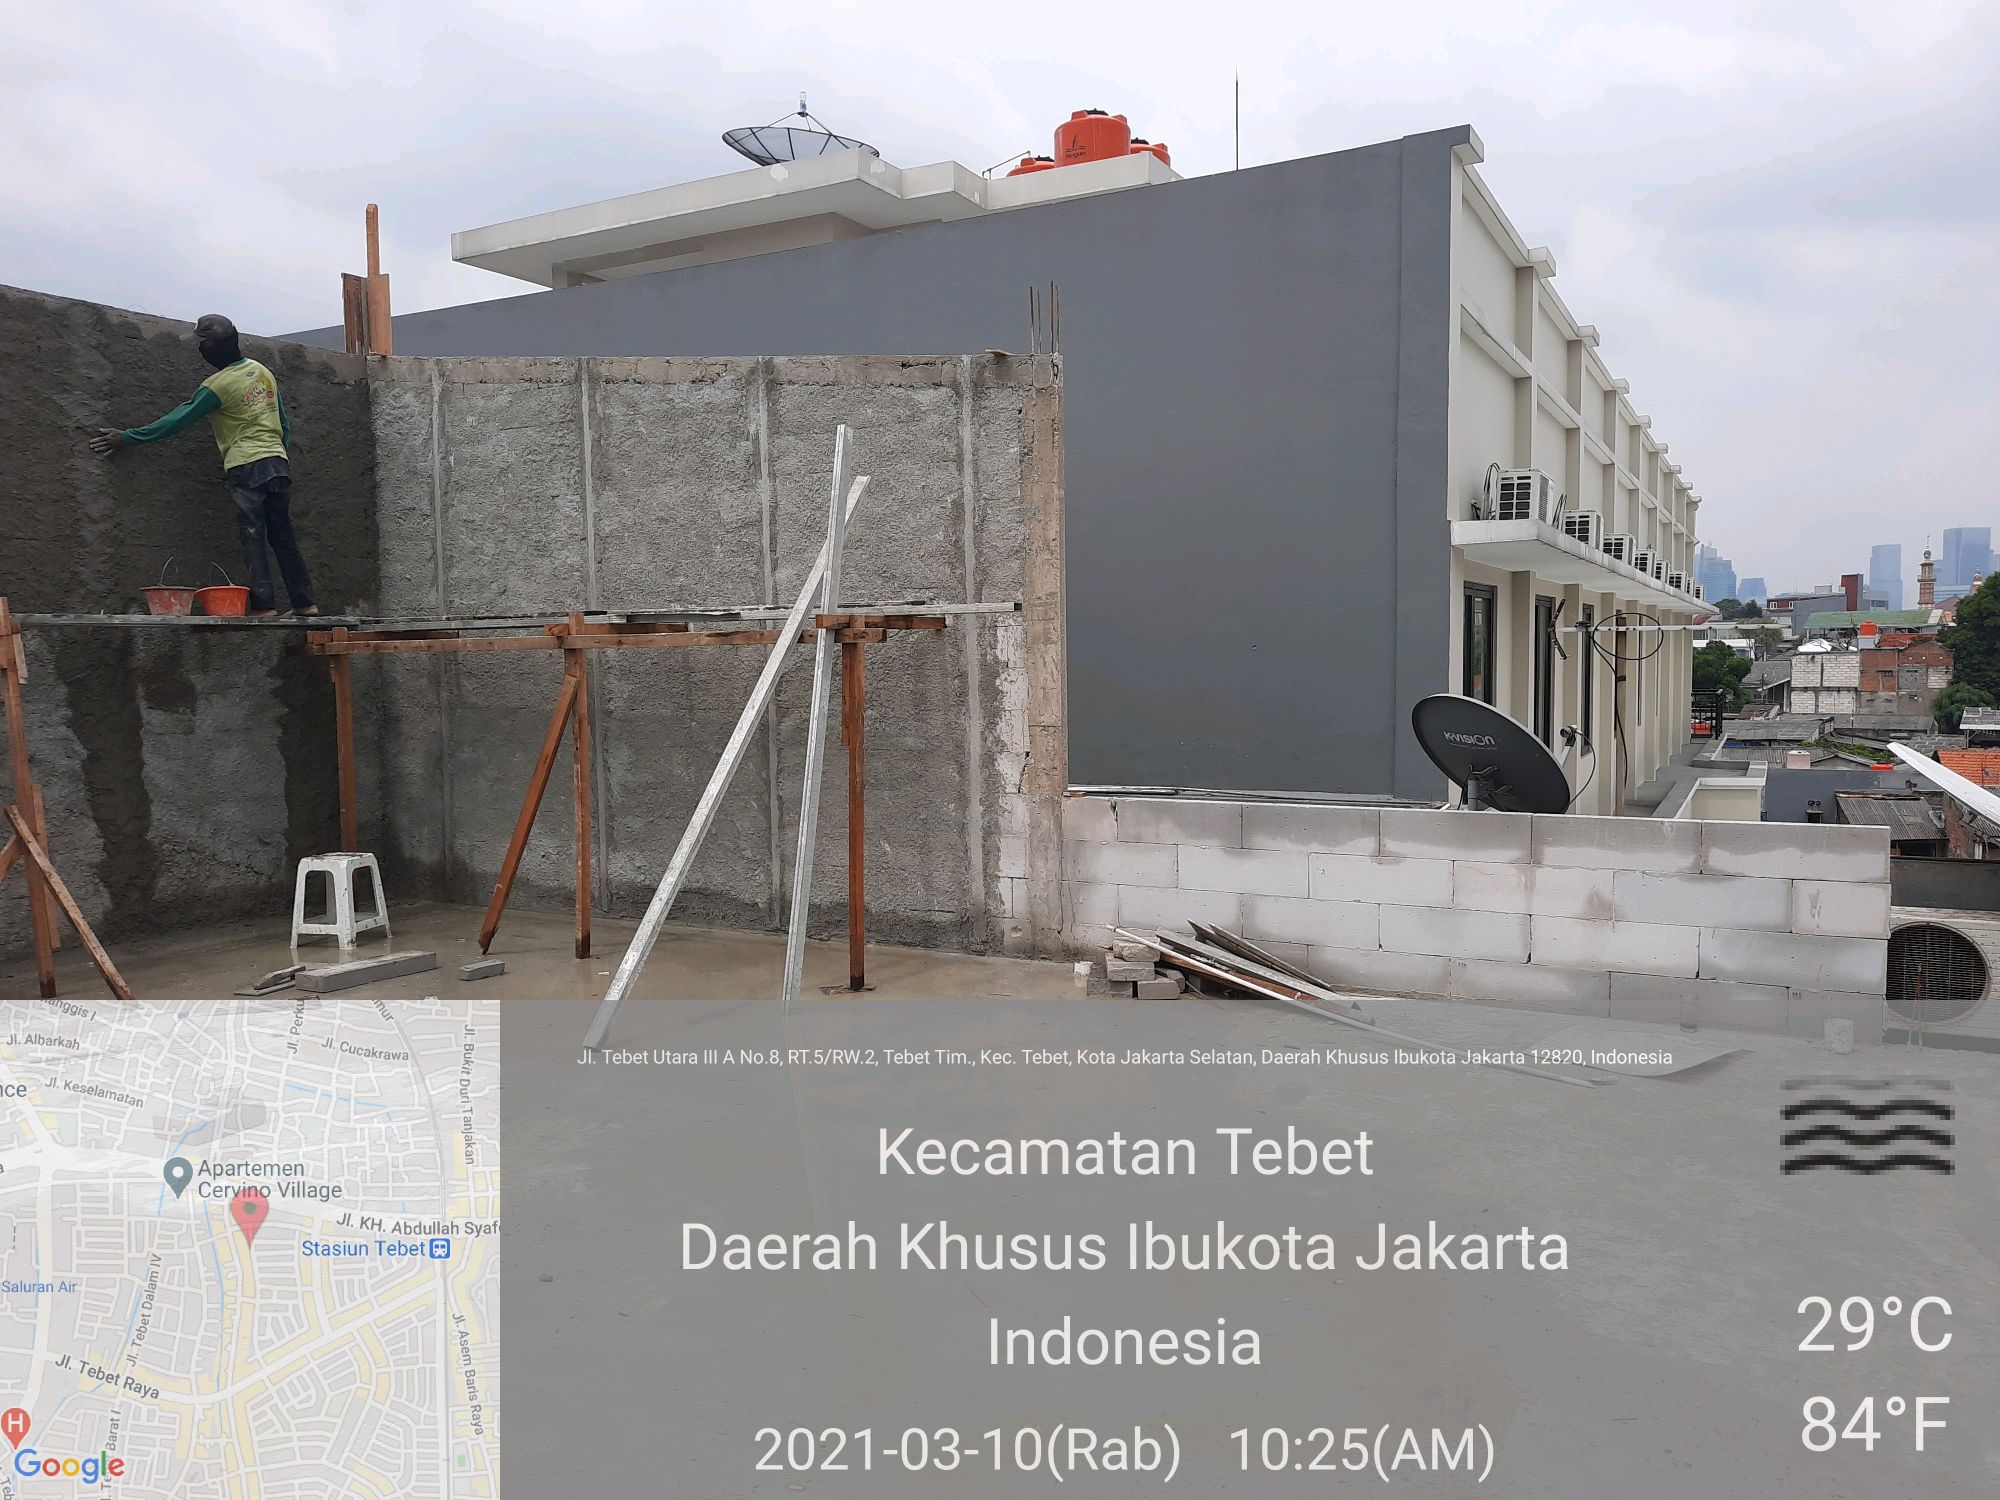 Penguin
K-VISION
Jl. Tebet Utara III A No.8, RT.5/RW.2, Tebet Tim., Kec. Tebet, Kota Jakarta Selatan, Daerah Khusus Ibukota Jakarta 12820, Indonesia
Kecamatan Tebet
Daerah Khusus Ibukota Jakarta
Indonesia
2021-03-10(Rab) 10:25(AM)
29°C
84°F
Jl. Albarkah
Jl. Cucakrawa
Jl. Keselamatan
Jl. Bukit Duri Tanjakan
Apartemen
Cervino Village
Jl. KH. Abdullah Syafe
Stasiun Tebet
Saluran Air
Jl. Tebet Dalam IV
Jl. Tebet Raya
Jl. Asem Baris Raya
H
Google